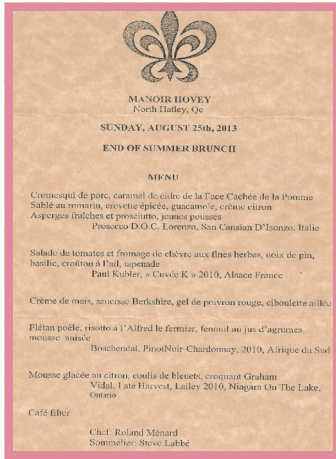 MANOIR HOVEY
North Hatley, Qc
SUNDAY, AUGUST 25th, 2013
END OF SUMMER BRUNCH
MENU
Cromesqui de porc, caramel de cidre de la Face Cachée de la Pomme
Sablé au romarin, crevette épicée, guacamole, crème citron
Asperges fraîches et prosciutto, jeunes pousses
Prosecco D.O.C. Lorenzo, San Cansian D'Isonzo, Italie
Salade de tomates et fromage de chèvre aux fines herbes, noix de pin,
basilic, croûton à l'ail, tapenade
Paul Kubler, « Cuvée K » 2010, Alsace France
Crème de maïs, saucisse Berkshire, gel de poivron rouge, ciboulette aillée
Flétan poêlé, risotto à l'Alfred le fermier, fenouil au jus d'agrumes,
mousse anisée
Boschendal, PinotNoir-Chardonnay, 2010, Afrique du Sud
Mousse glacée au citron, coulis de bleuets, croquant Graham
Vidal, Late Harvest, Lailey 2010, Niagara On The Lake,
Ontario
Café filter
Chef: Roland Ménard
Sommelier: Steve Labbé